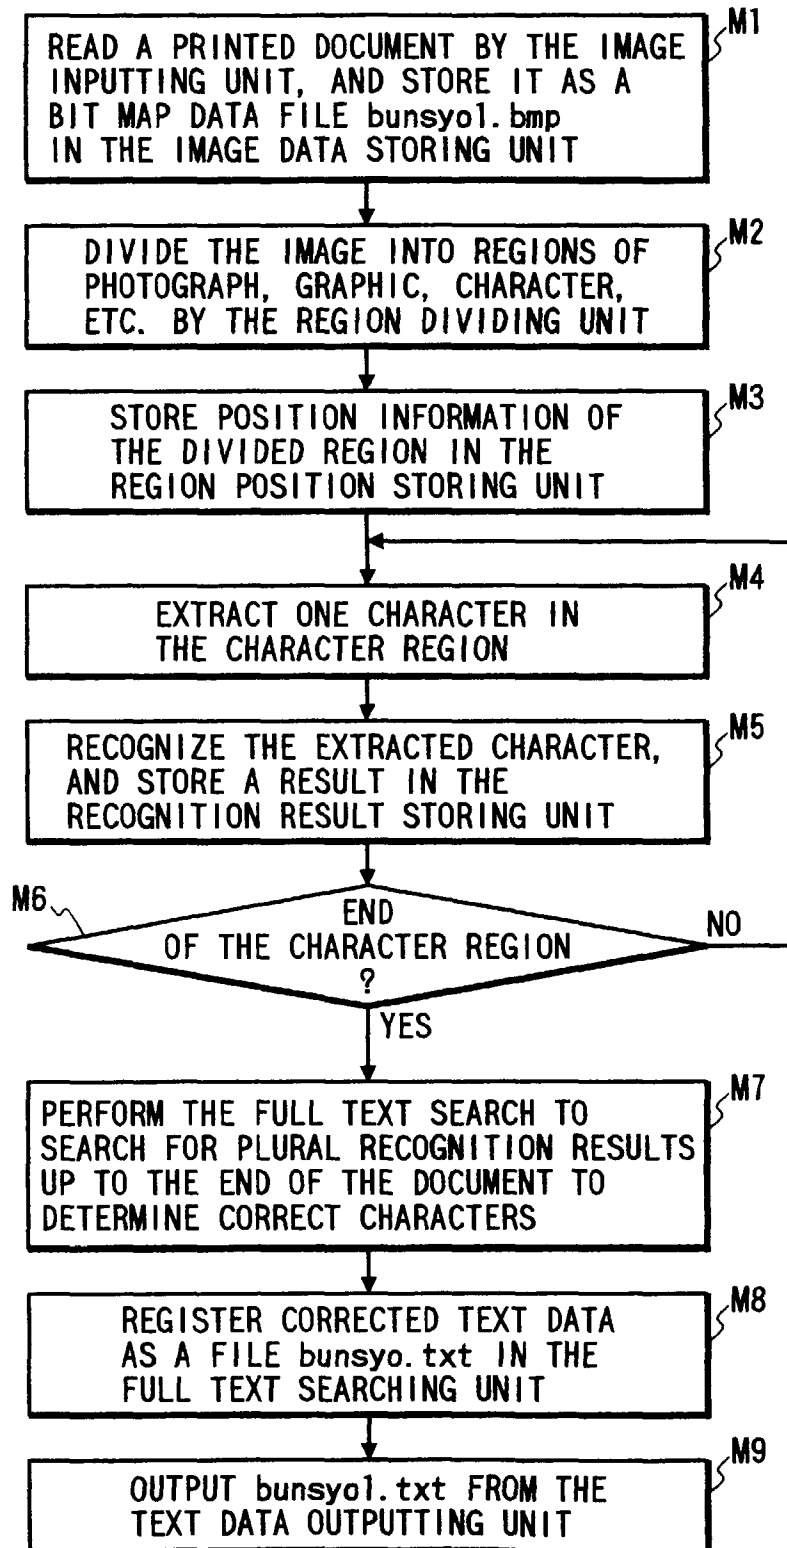 M1
READ A PRINTED DOCUMENT BY THE IMAGE
INPUTTING UNIT, AND STORE IT AS A
BIT MAP DATA FILE bunsyo1.bmp
IN THE IMAGE DATA STORING UNIT
M2
DIVIDE THE IMAGE INTO REGIONS OF
PHOTOGRAPH, GRAPHIC, CHARACTER,
ETC. BY THE REGION DIVIDING UNIT
M3
STORE POSITION INFORMATION OF
THE DIVIDED REGION IN THE
REGION POSITION STORING UNIT
M4
EXTRACT ONE CHARACTER IN
THE CHARACTER REGION
M5
RECOGNIZE THE EXTRACTED CHARACTER,
AND STORE A RESULT IN THE
RECOGNITION RESULT STORING UNIT
M6
END
OF THE CHARACTER REGION
?
NO
YES
M7
PERFORM THE FULL TEXT SEARCH TO
SEARCH FOR PLURAL RECOGNITION RESULTS
UP TO THE END OF THE DOCUMENT TO
DETERMINE CORRECT CHARACTERS
M8
REGISTER CORRECTED TEXT DATA
AS A FILE bunsyo.txt IN THE
FULL TEXT SEARCHING UNIT
M9
OUTPUT bunsyo1.txt FROM THE
TEXT DATA OUTPUTTING UNIT